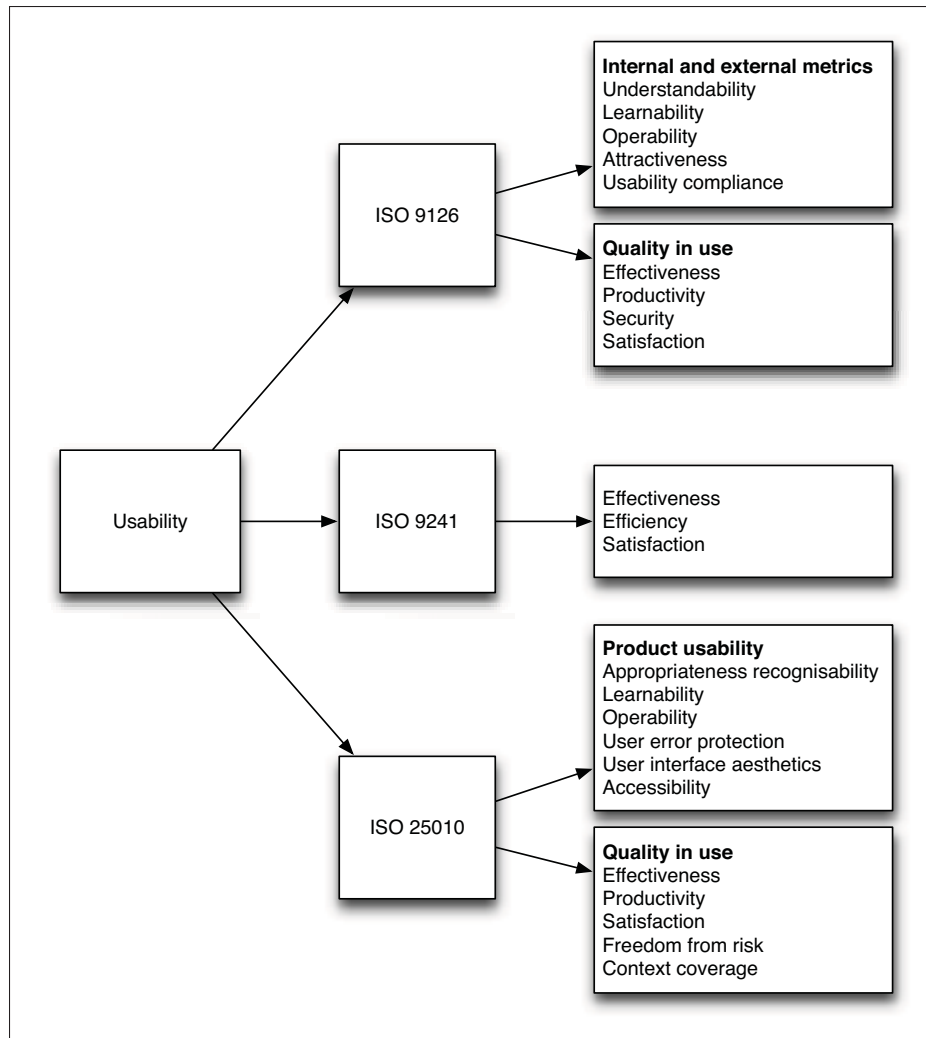 Internal and external metrics
Understandability
Learnability
Operability
Attractiveness
Usability compliance
ISO 9126
Quality in use
Effectiveness
Productivity
Security
Satisfaction
Usability
ISO 9241
Effectiveness
Efficiency
Satisfaction
Product usability
Appropriateness recognisability
Learnability
Operability
User error protection
User interface aesthetics
Accessibility
ISO 25010
Quality in use
Effectiveness
Productivity
Satisfaction
Freedom from risk
Context coverage